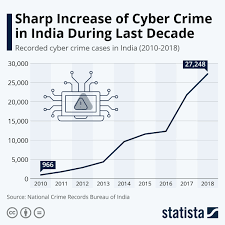 Sharp Increase of Cyber Crime
in India During Last Decade
Recorded cyber crime cases in India (2010-2018)
30,000
27,248
25,000
20,000
15,000
10,000
5,000
966
0
2010 2011 2012 2013 2014 2015 2016 2017 2018
Source: National Crime Records Bureau of India
statista